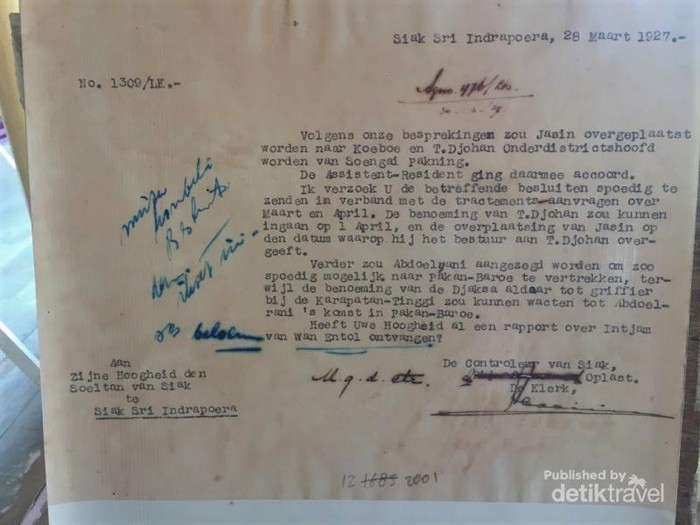 Siak Sri Indrapoera, 28 Maart 1927.-
No. 1309/LK.-
Volgens onze besprekingen zou Jasin overgeplaatst
worden naar Koeboe en T.Djohan Onderdistrictshoofd
worden van Soengai Pakning.
De Assistent-Resident ging daarmee accoord.
Ik verzoek U de betreffende besluiten spoedig te
zenden in verband met de tractements-aanvragen over
Maart en April. De benoeming van T.Djohan zou kunnen
ingaan op 1 April, en de overplaatsing van Jasin op
den datum waarop hij het bestuur aan T.Djohan over-
geeft.
Verder zou Abdoelrani aangezegd worden om zoo
spoedig mogelijk naar Pakan-Baroe te vertrekken, ter-
wijl de benoeming van de Djaksa aldaar tot griffier
bij de Karapatan-Tinggi zou kunnen wacten tot Abdoel-
rani 's komst in Pakan-Baroe.
Heeft Uwe Hoogheid al een rapport over Intjam
van Wan Entol ontvangen?
beloem
Aan
Zijne Hoogheid den
Soeltan van Siak
te
Siak Sri Indrapoera
M.q.d. etc.
De Controleur van Siak,
Oplast.
De Klerk,
12 1685 2001
Published by
detiktravel